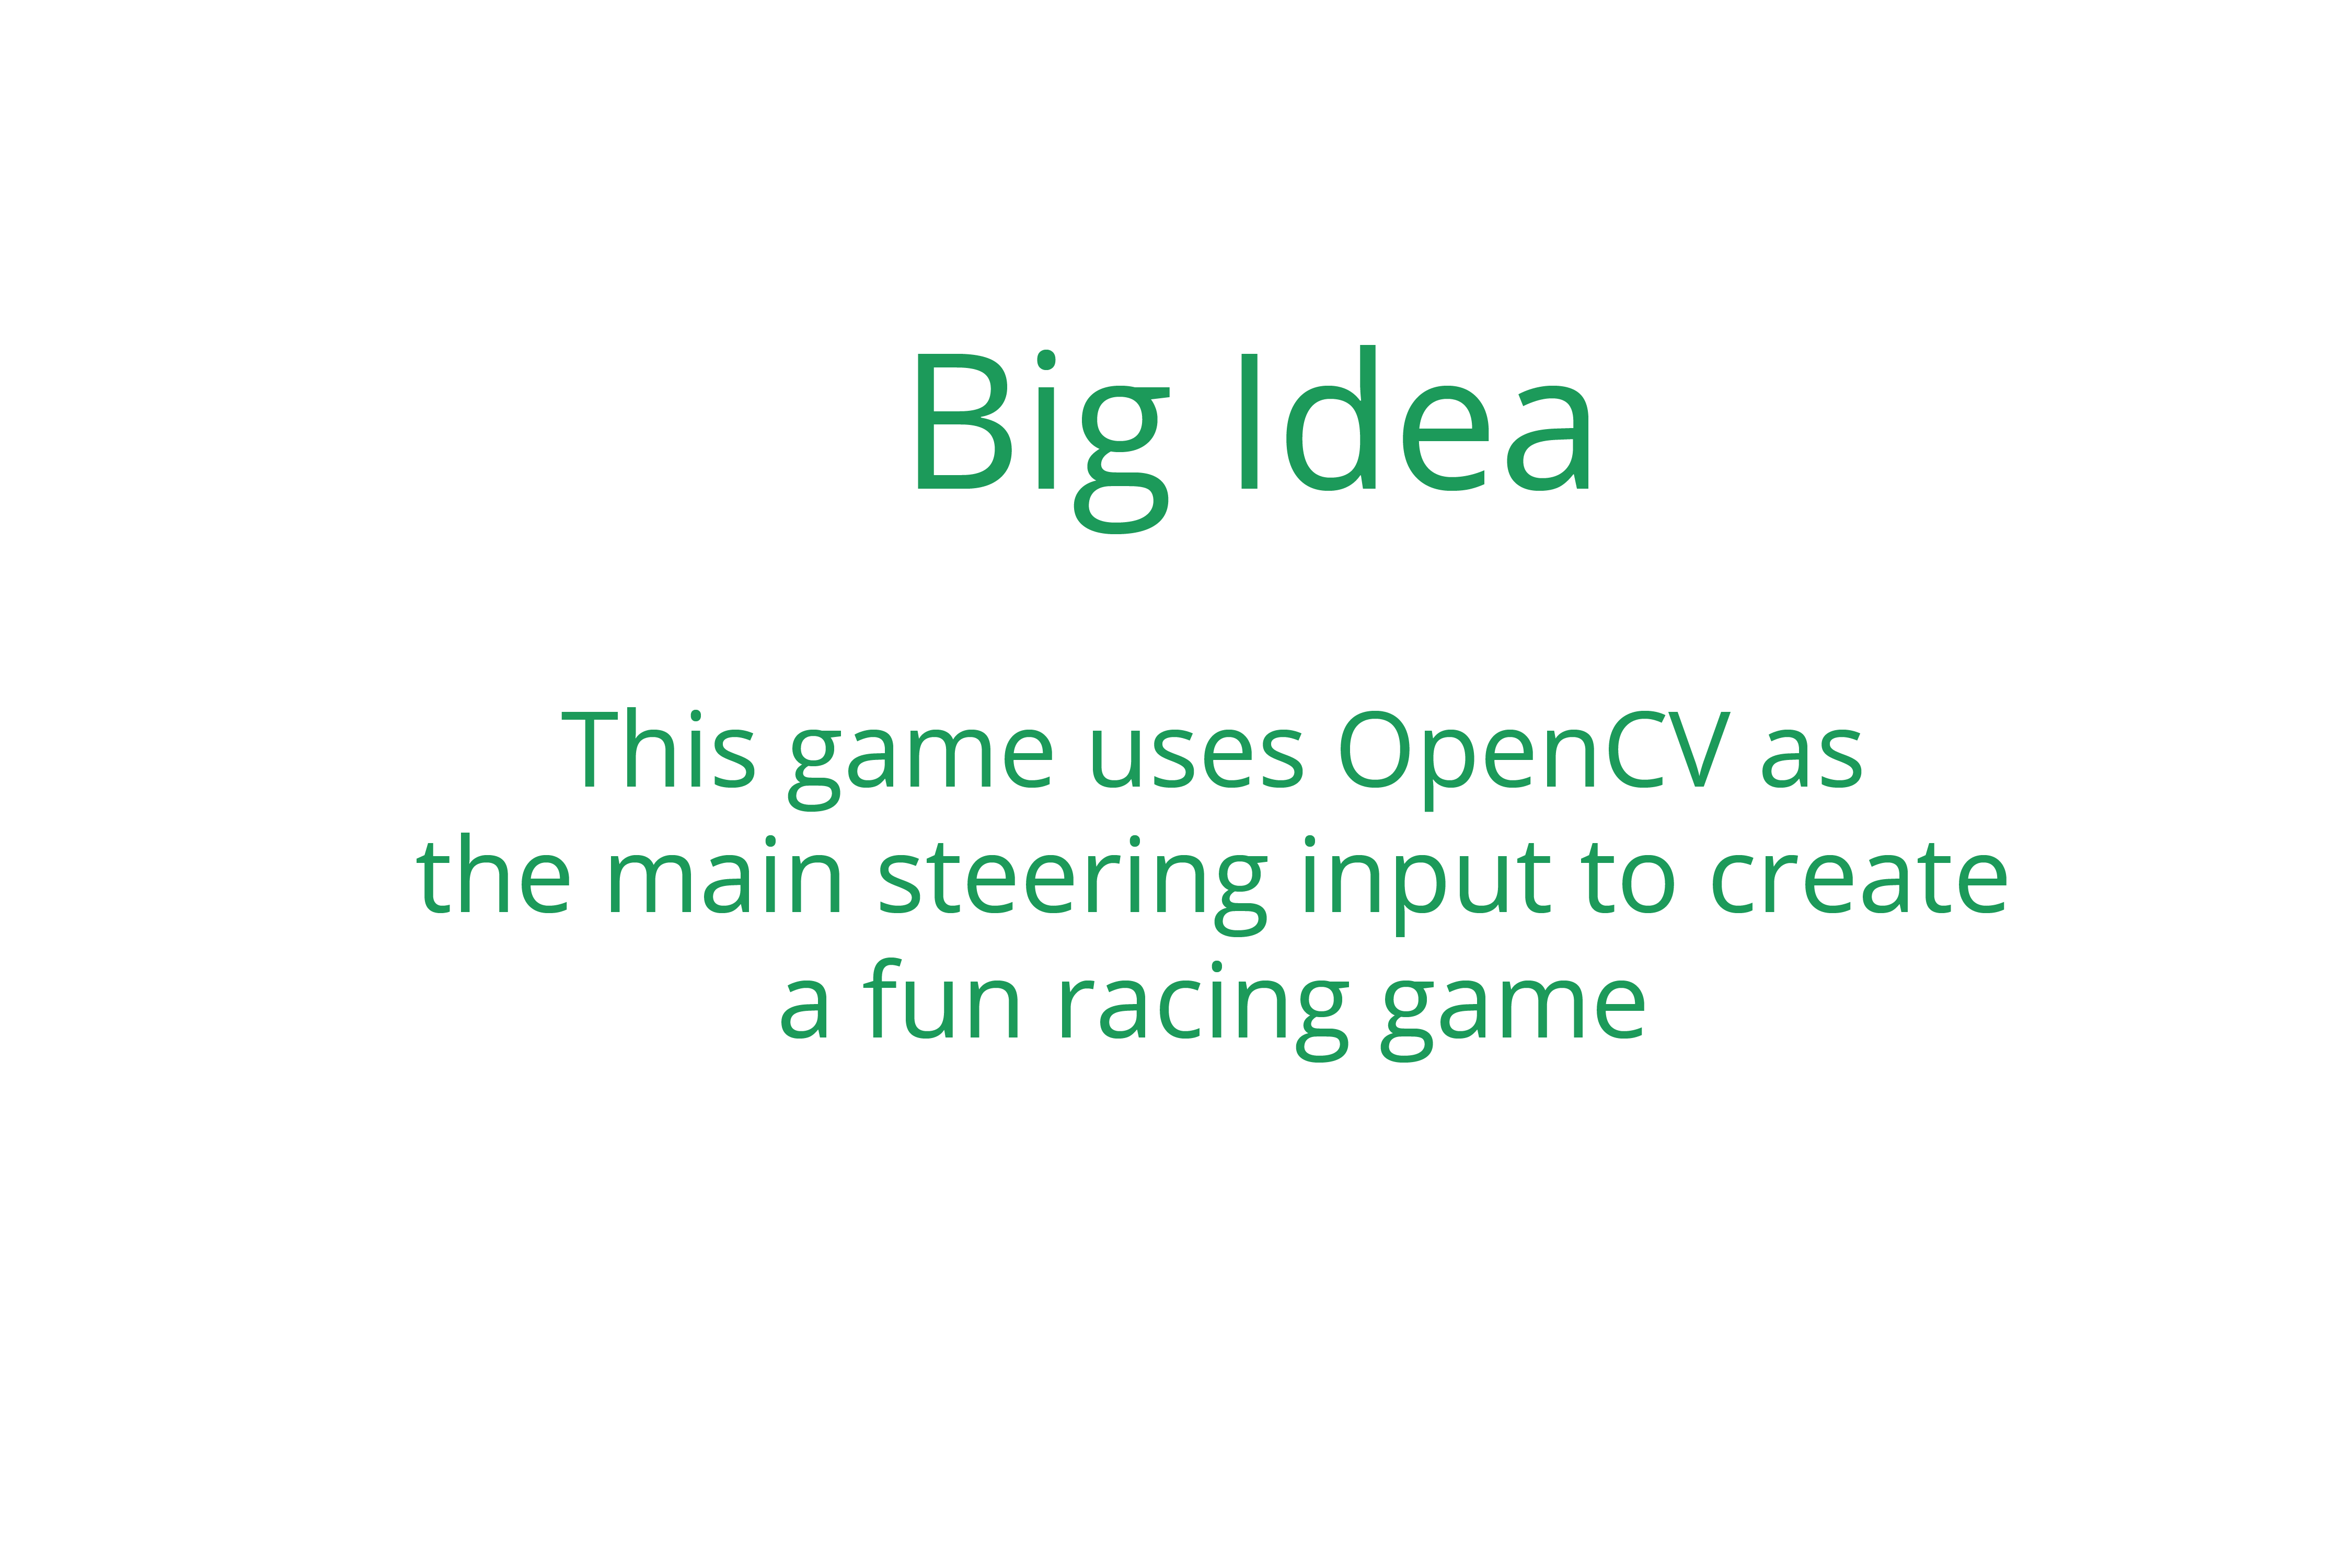 Big Idea
This game uses OpenCV as
the main steering input to create
a fun racing game